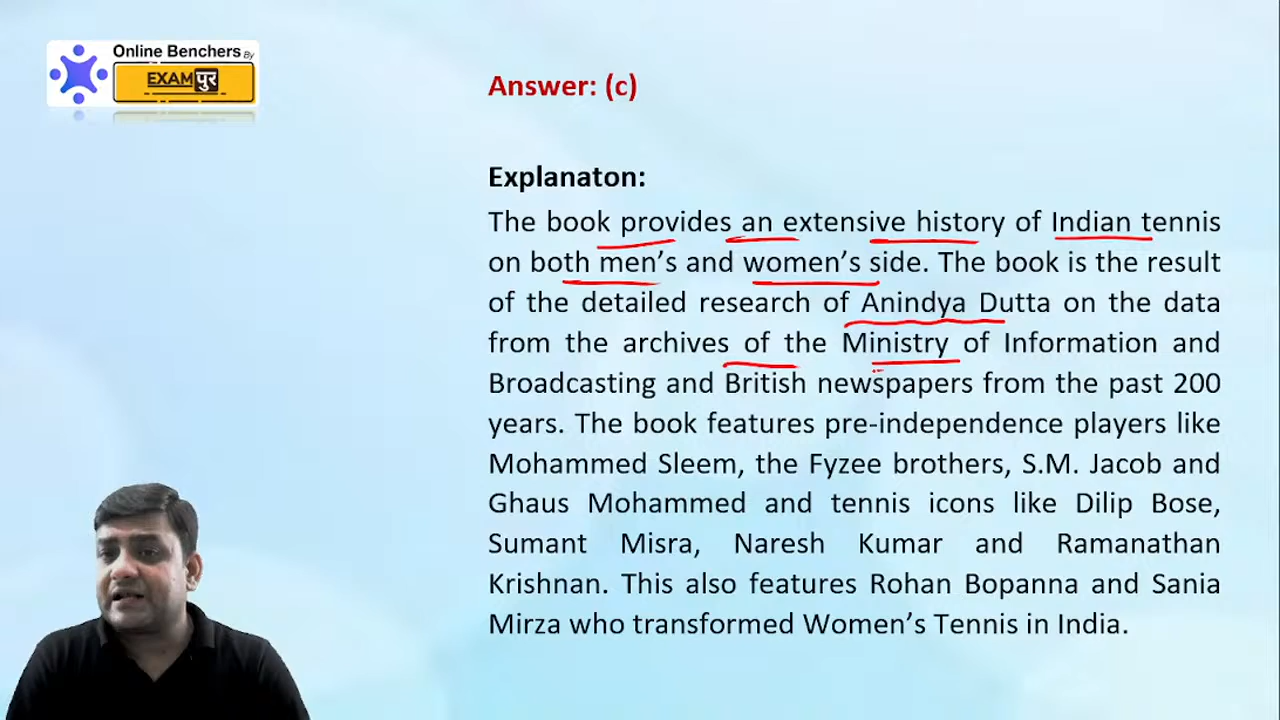 Online Benchers By
EXAMपुर
Answer: (c)
Explanaton:
The book provides an extensive history of Indian tennis
on both men’s and women’s side. The book is the result
of the detailed research of Anindya Dutta on the data
from the archives of the Ministry of Information and
Broadcasting and British newspapers from the past 200
years. The book features pre-independence players like
Mohammed Sleem, the Fyzee brothers, S.M. Jacob and
Ghaus Mohammed and tennis icons like Dilip Bose,
Sumant Misra, Naresh Kumar and Ramanathan
Krishnan. This also features Rohan Bopanna and Sania
Mirza who transformed Women’s Tennis in India.